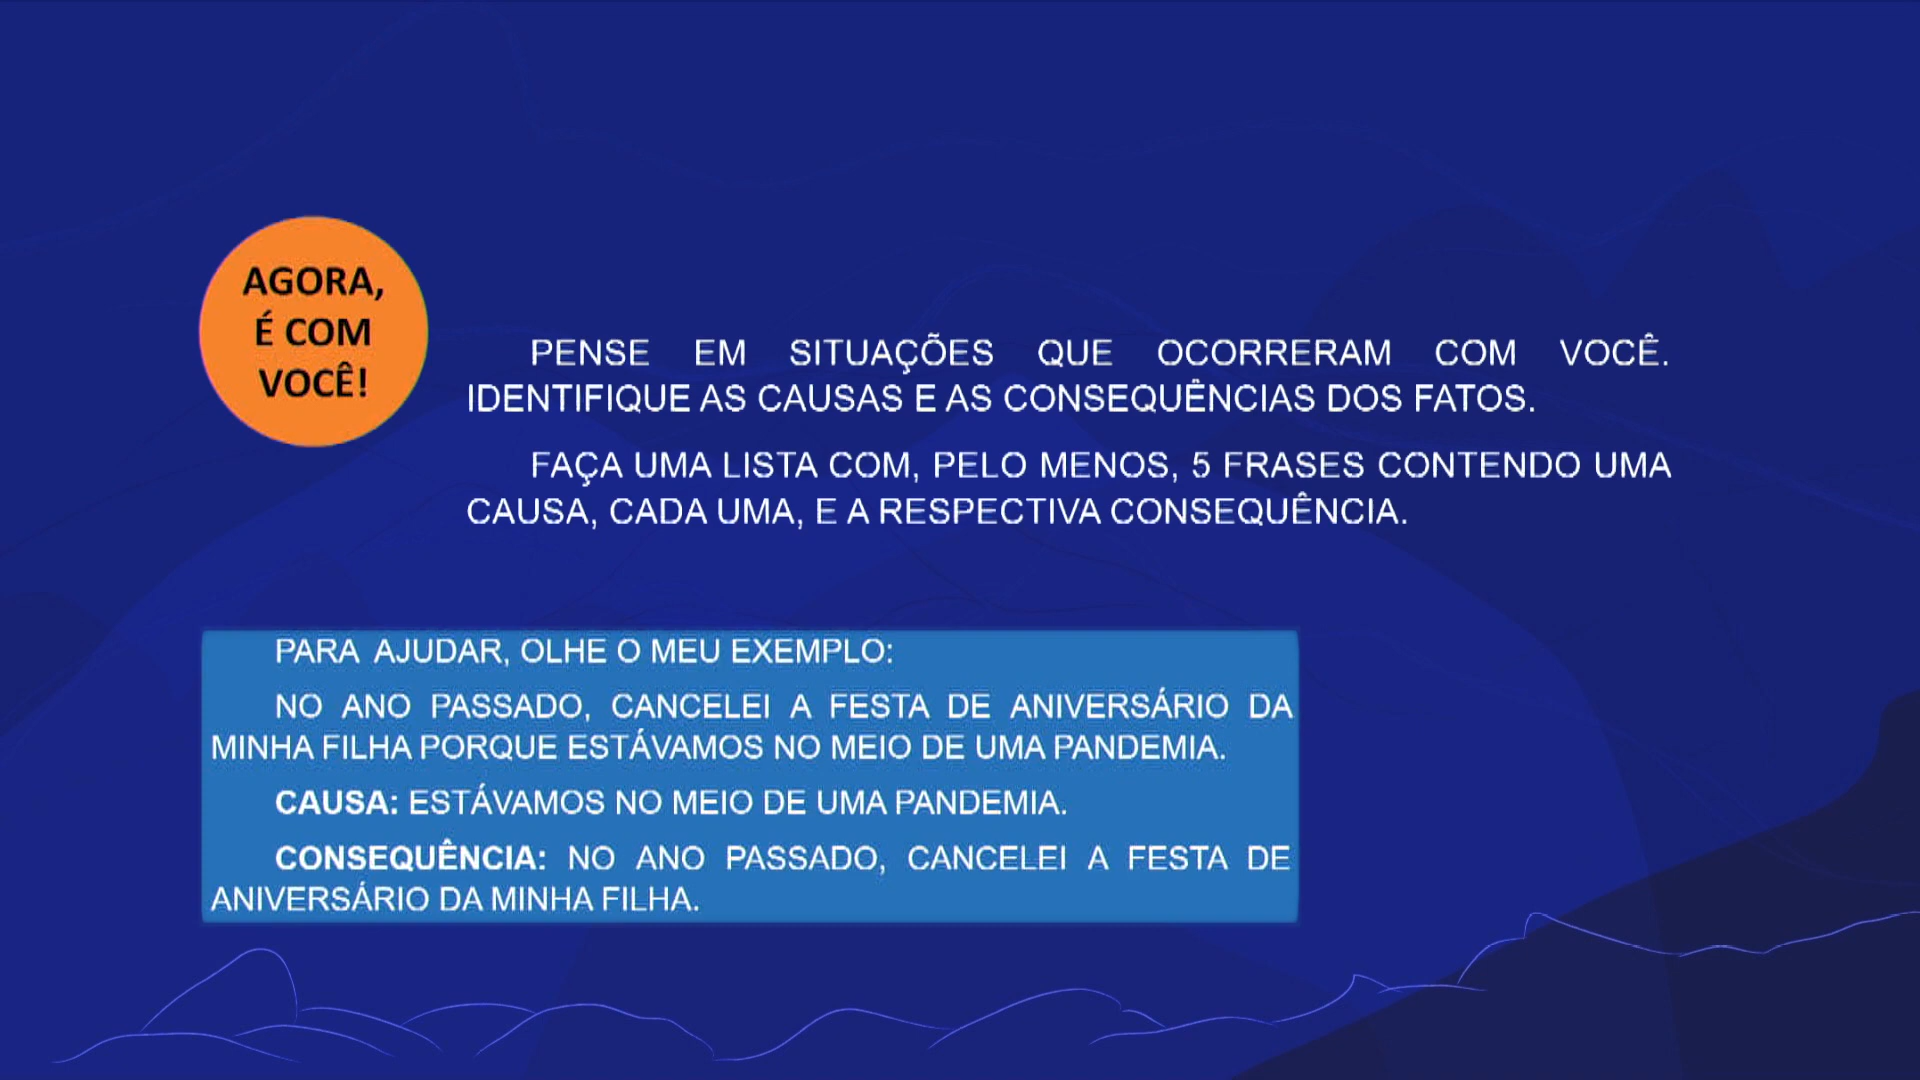 AGORA,
É COM
VOCÊ!
PENSE EM SITUAÇÕES QUE OCORRERAM COM VOCÊ.
IDENTIFIQUE AS CAUSAS E AS CONSEQUÊNCIAS DOS FATOS.
FAÇA UMA LISTA COM, PELO MENOS, 5 FRASES CONTENDO UMA
CAUSA, CADA UMA, E A RESPECTIVA CONSEQUÊNCIA.
PARA AJUDAR, OLHE O MEU EXEMPLO:
NO ANO PASSADO, CANCELEI A FESTA DE ANIVERSÁRIO DA
MINHA FILHA PORQUE ESTÁVAMOS NO MEIO DE UMA PANDEMIA.
CAUSA: ESTÁVAMOS NO MEIO DE UMA PANDEMIA.
CONSEQUÊNCIA: NO ANO PASSADO, CANCELEI A FESTA DE
ANIVERSÁRIO DA MINHA FILHA.